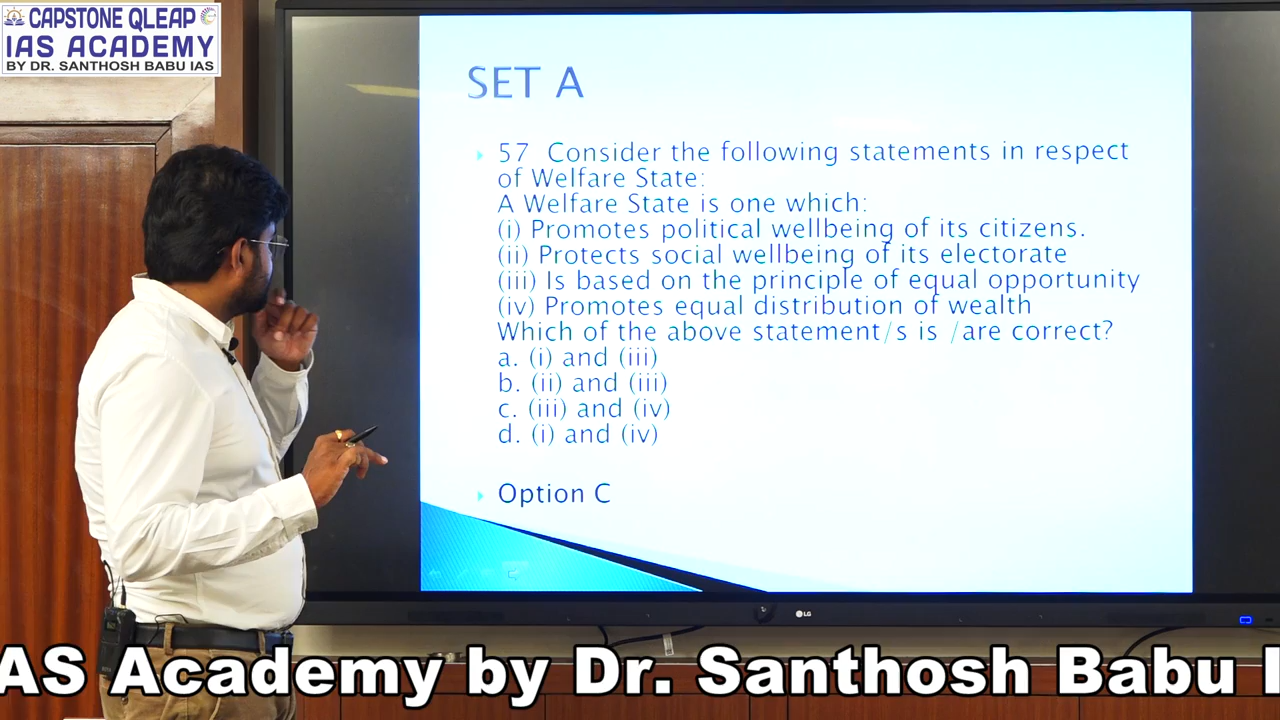 CAPSTONE QLEAP
IAS ACADEMY
BY DR. SANTHOSH BABU IAS
SET A
57 Consider the following statements in respect
of Welfare State:
A Welfare State is one which:
(i) Promotes political wellbeing of its citizens.
(ii) Protects social wellbeing of its electorate
(iii) Is based on the principle of equal opportunity
(iv) Promotes equal distribution of wealth
Which of the above statement/s is /are correct?
a. (i) and (iii)
b. (ii) and (iii)
c. (iii) and (iv)
d. (i) and (iv)
Option C
LG
AS Academy by Dr. Santhosh Babu I